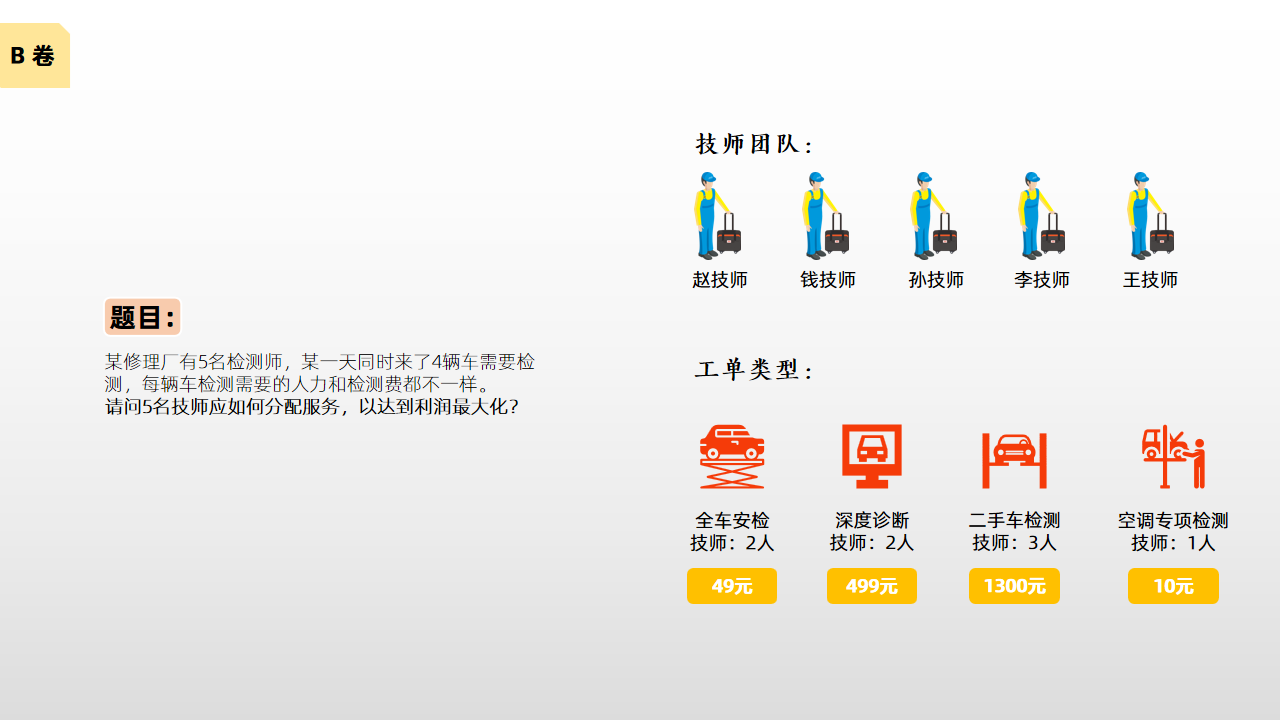 B 卷
题目：
某修理厂有5名检测师，某一天同时来了4辆车需要检
测，每辆车检测需要的人力和检测费都不一样。
请问5名技师应如何分配服务，以达到利润最大化？
技师团队：
赵技师
钱技师
孙技师
李技师
王技师
工单类型：
全车安检
技师：2人
49元
深度诊断
技师：2人
499元
二手车检测
技师：3人
1300元
空调专项检测
技师：1人
10元